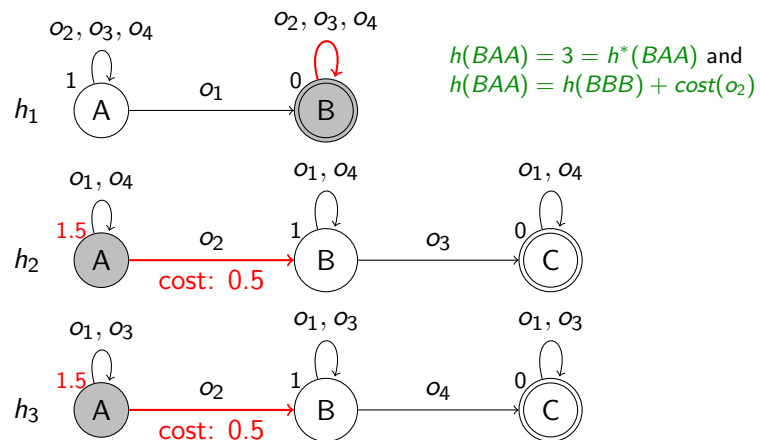 o₂, o₃, o₄
o₂, o₃, o₄
h(BAA) = 3 = h*(BAA) and
h(BAA) = h(BBB) + cost(o₂)
1
0
h₁
A
o₁
B
o₁, o₄
o₁, o₄
o₁, o₄
1.5
1
0
h₂
A
o₂
B
o₃
C
cost: 0.5
o₁, o₃
o₁, o₃
o₁, o₃
1.5
1
0
h₃
A
o₂
B
o₄
C
cost: 0.5